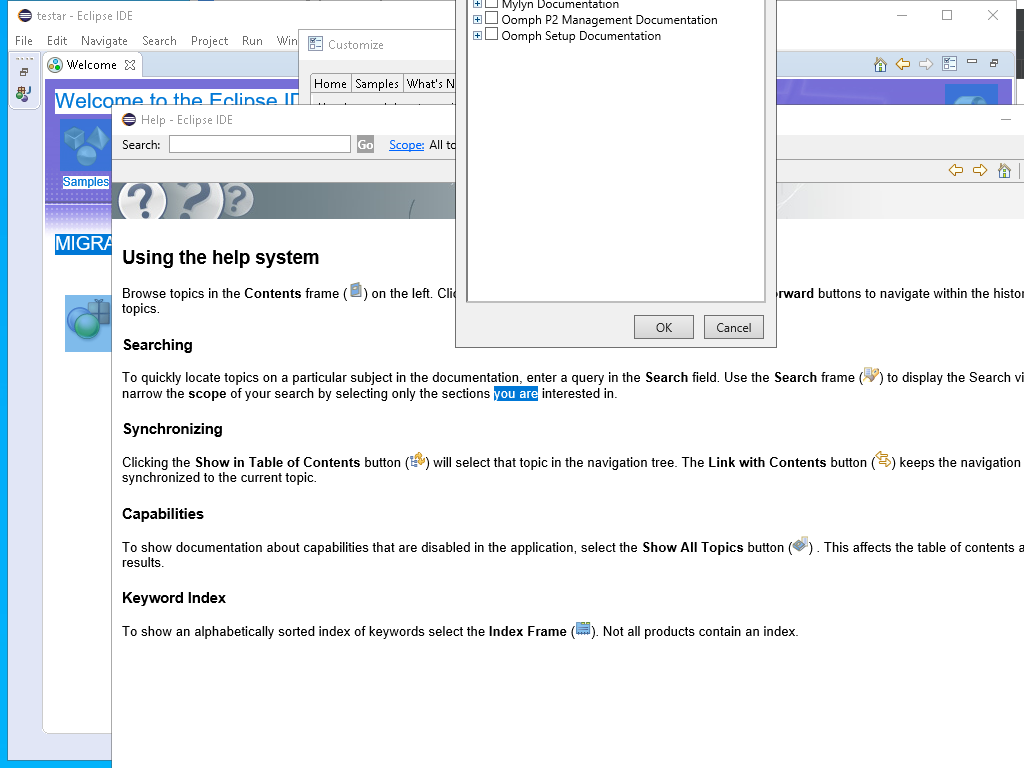 testar - Eclipse IDE
File Edit Navigate Search Project Run Win
Welcome
Welcome to the Eclipse ID
Samples
MIGRA
Customize
Home Samples What's N
Mylyn Documentation
Oomph P2 Management Documentation
Oomph Setup Documentation
OK Cancel
Help - Eclipse IDE
Search: Go Scope: All to
Using the help system
Browse topics in the Contents frame ( ) on the left. Clic
rward buttons to navigate within the histor
topics.
Searching
To quickly locate topics on a particular subject in the documentation, enter a query in the Search field. Use the Search frame ( ) to display the Search vi
narrow the scope of your search by selecting only the sections you are interested in.
Synchronizing
Clicking the Show in Table of Contents button ( ) will select that topic in the navigation tree. The Link with Contents button ( ) keeps the navigation
synchronized to the current topic.
Capabilities
To show documentation about capabilities that are disabled in the application, select the Show All Topics button ( ) . This affects the table of contents a
results.
Keyword Index
To show an alphabetically sorted index of keywords select the Index Frame ( ). Not all products contain an index.